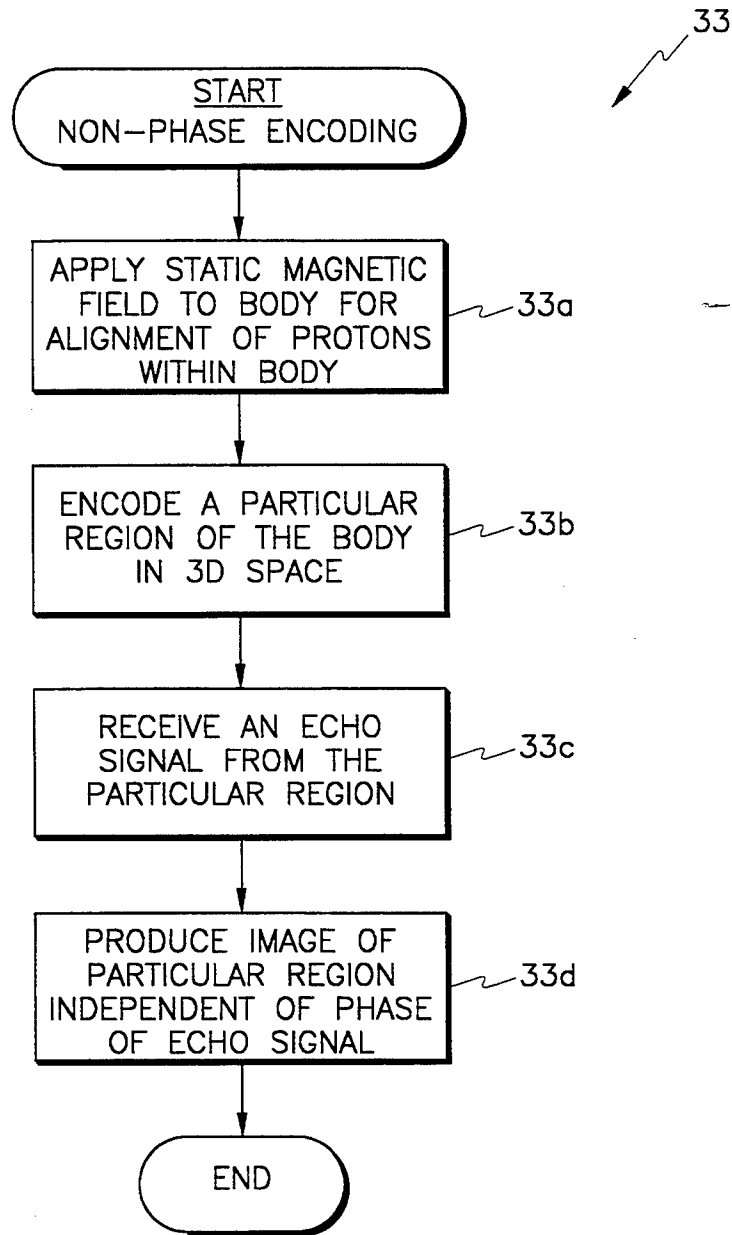 33
START
NON-PHASE ENCODING
APPLY STATIC MAGNETIC
FIELD TO BODY FOR
ALIGNMENT OF PROTONS
WITHIN BODY
33a
ENCODE A PARTICULAR
REGION OF THE BODY
IN 3D SPACE
33b
RECEIVE AN ECHO
SIGNAL FROM THE
PARTICULAR REGION
33c
PRODUCE IMAGE OF
PARTICULAR REGION
INDEPENDENT OF PHASE
OF ECHO SIGNAL
33d
END